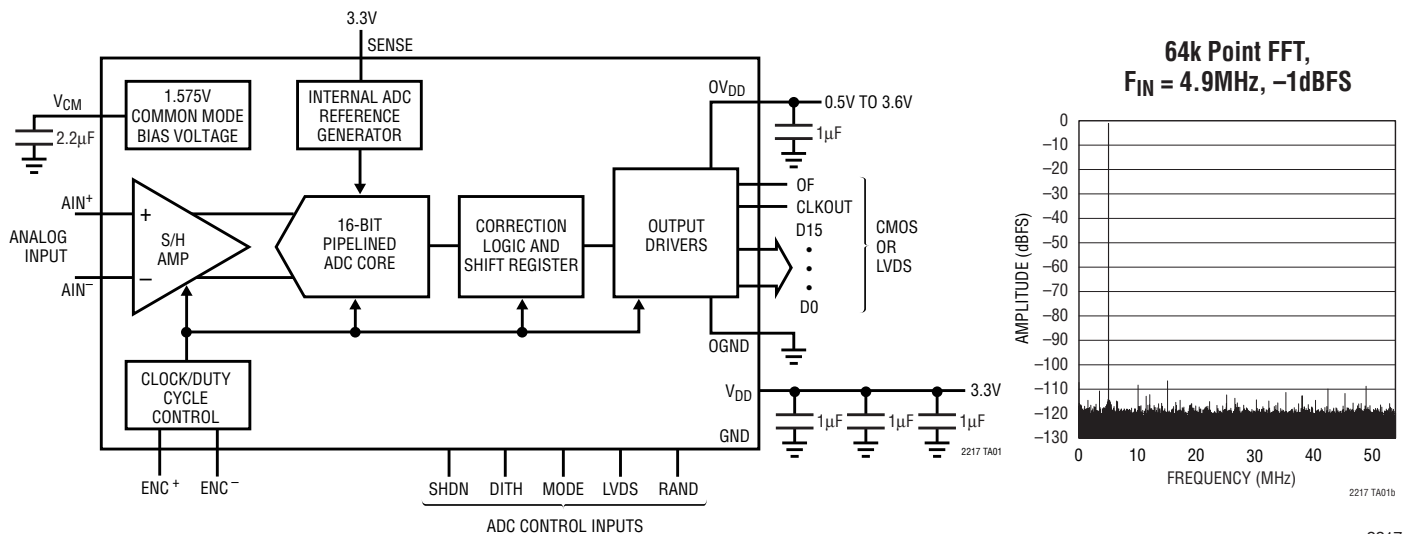 3.3V
SENSE
1.575V
COMMON MODE
BIAS VOLTAGE
INTERNAL ADC
REFERENCE
GENERATOR
VCM
2.2µF
OVDD
0.5V TO 3.6V
1µF
AIN+
ANALOG
INPUT
AIN−
+
S/H
AMP
−
16-BIT
PIPELINED
ADC CORE
CORRECTION
LOGIC AND
SHIFT REGISTER
OUTPUT
DRIVERS
OF
CLKOUT
D15
•
•
•
D0
CMOS
OR
LVDS
OGND
CLOCK/DUTY
CYCLE
CONTROL
VDD
3.3V
1µF 1µF 1µF
GND
2217 TA01
ENC+ ENC−
SHDN DITH MODE LVDS RAND
ADC CONTROL INPUTS
64k Point FFT,
FIN = 4.9MHz, –1dBFS
AMPLITUDE (dBFS)
0
–10
–20
–30
–40
–50
–60
–70
–80
–90
–100
–110
–120
–130
0 10 20 30 40 50
FREQUENCY (MHz)
2217 TA01b